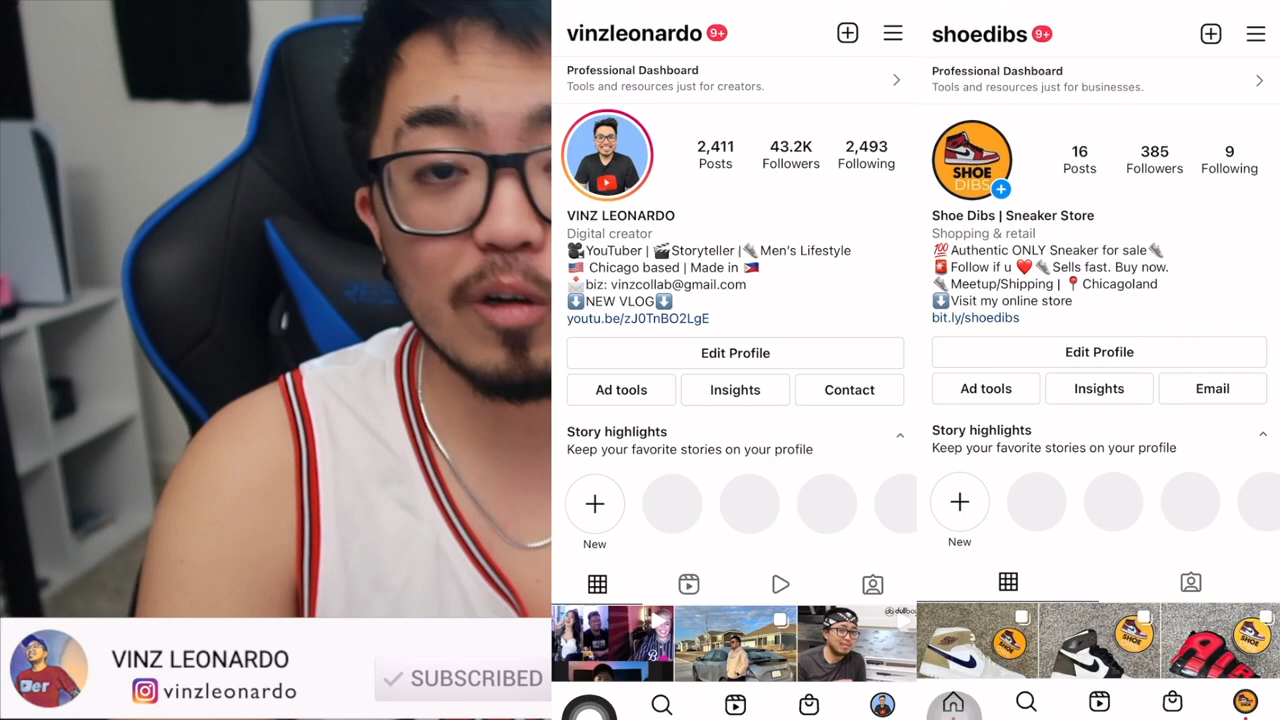 vinzleonardo 9+
Professional Dashboard
Tools and resources just for creators.
2,411 43.2K 2,493
Posts Followers Following
VINZ LEONARDO
Digital creator
🎥YouTuber | 🎬Storyteller |👟Men's Lifestyle
🇺🇸 Chicago based | Made in 🇵🇭
📩biz: vinzcollab@gmail.com
⬇️NEW VLOG⬇️
youtu.be/zJ0TnBO2LgE
Edit Profile
Ad tools Insights Contact
Story highlights
Keep your favorite stories on your profile
New
shoedibs 9+
Professional Dashboard
Tools and resources just for businesses.
SHOE
DIBS
16 385 9
Posts Followers Following
Shoe Dibs | Sneaker Store
Shopping & retail
💯Authentic ONLY Sneaker for sale👟
🚨Follow if u ❤️👟Sells fast. Buy now.
👟Meetup/Shipping | 📍Chicagoland
⬇️Visit my online store
bit.ly/shoedibs
Edit Profile
Ad tools Insights Email
Story highlights
Keep your favorite stories on your profile
New
SHOE
SHOE
SHOE
VINZ LEONARDO
vinzleonardo
✓ SUBSCRIBED